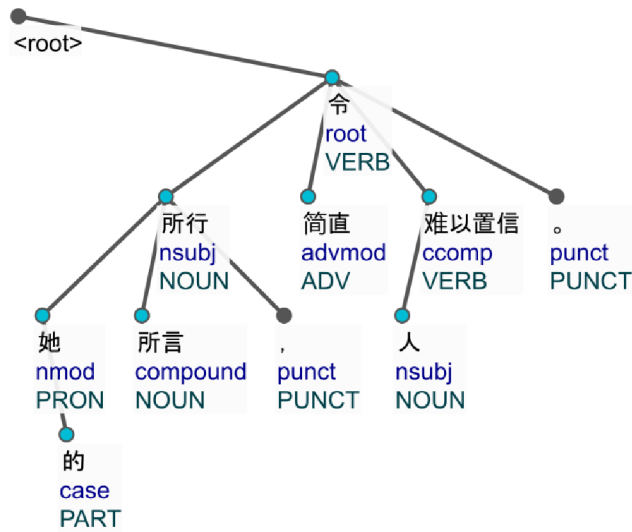 <root>
令
root
VERB
所行 简直 难以置信 。
nsubj advmod ccomp punct
NOUN ADV VERB PUNCT
她 所言 , 人
nmod compound punct nsubj
PRON NOUN PUNCT NOUN
的
case
PART